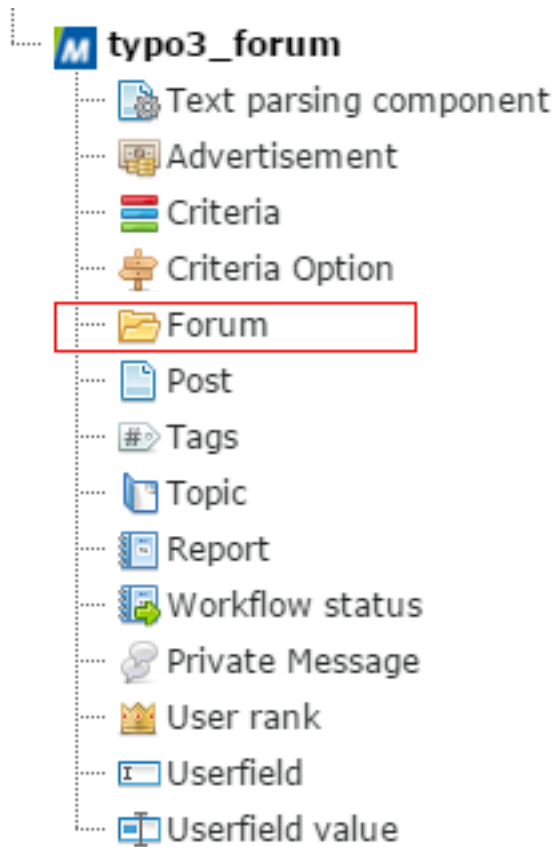 typo3_forum
Text parsing component
Advertisement
Criteria
Criteria Option
Forum
Post
Tags
Topic
Report
Workflow status
Private Message
User rank
Userfield
Userfield value